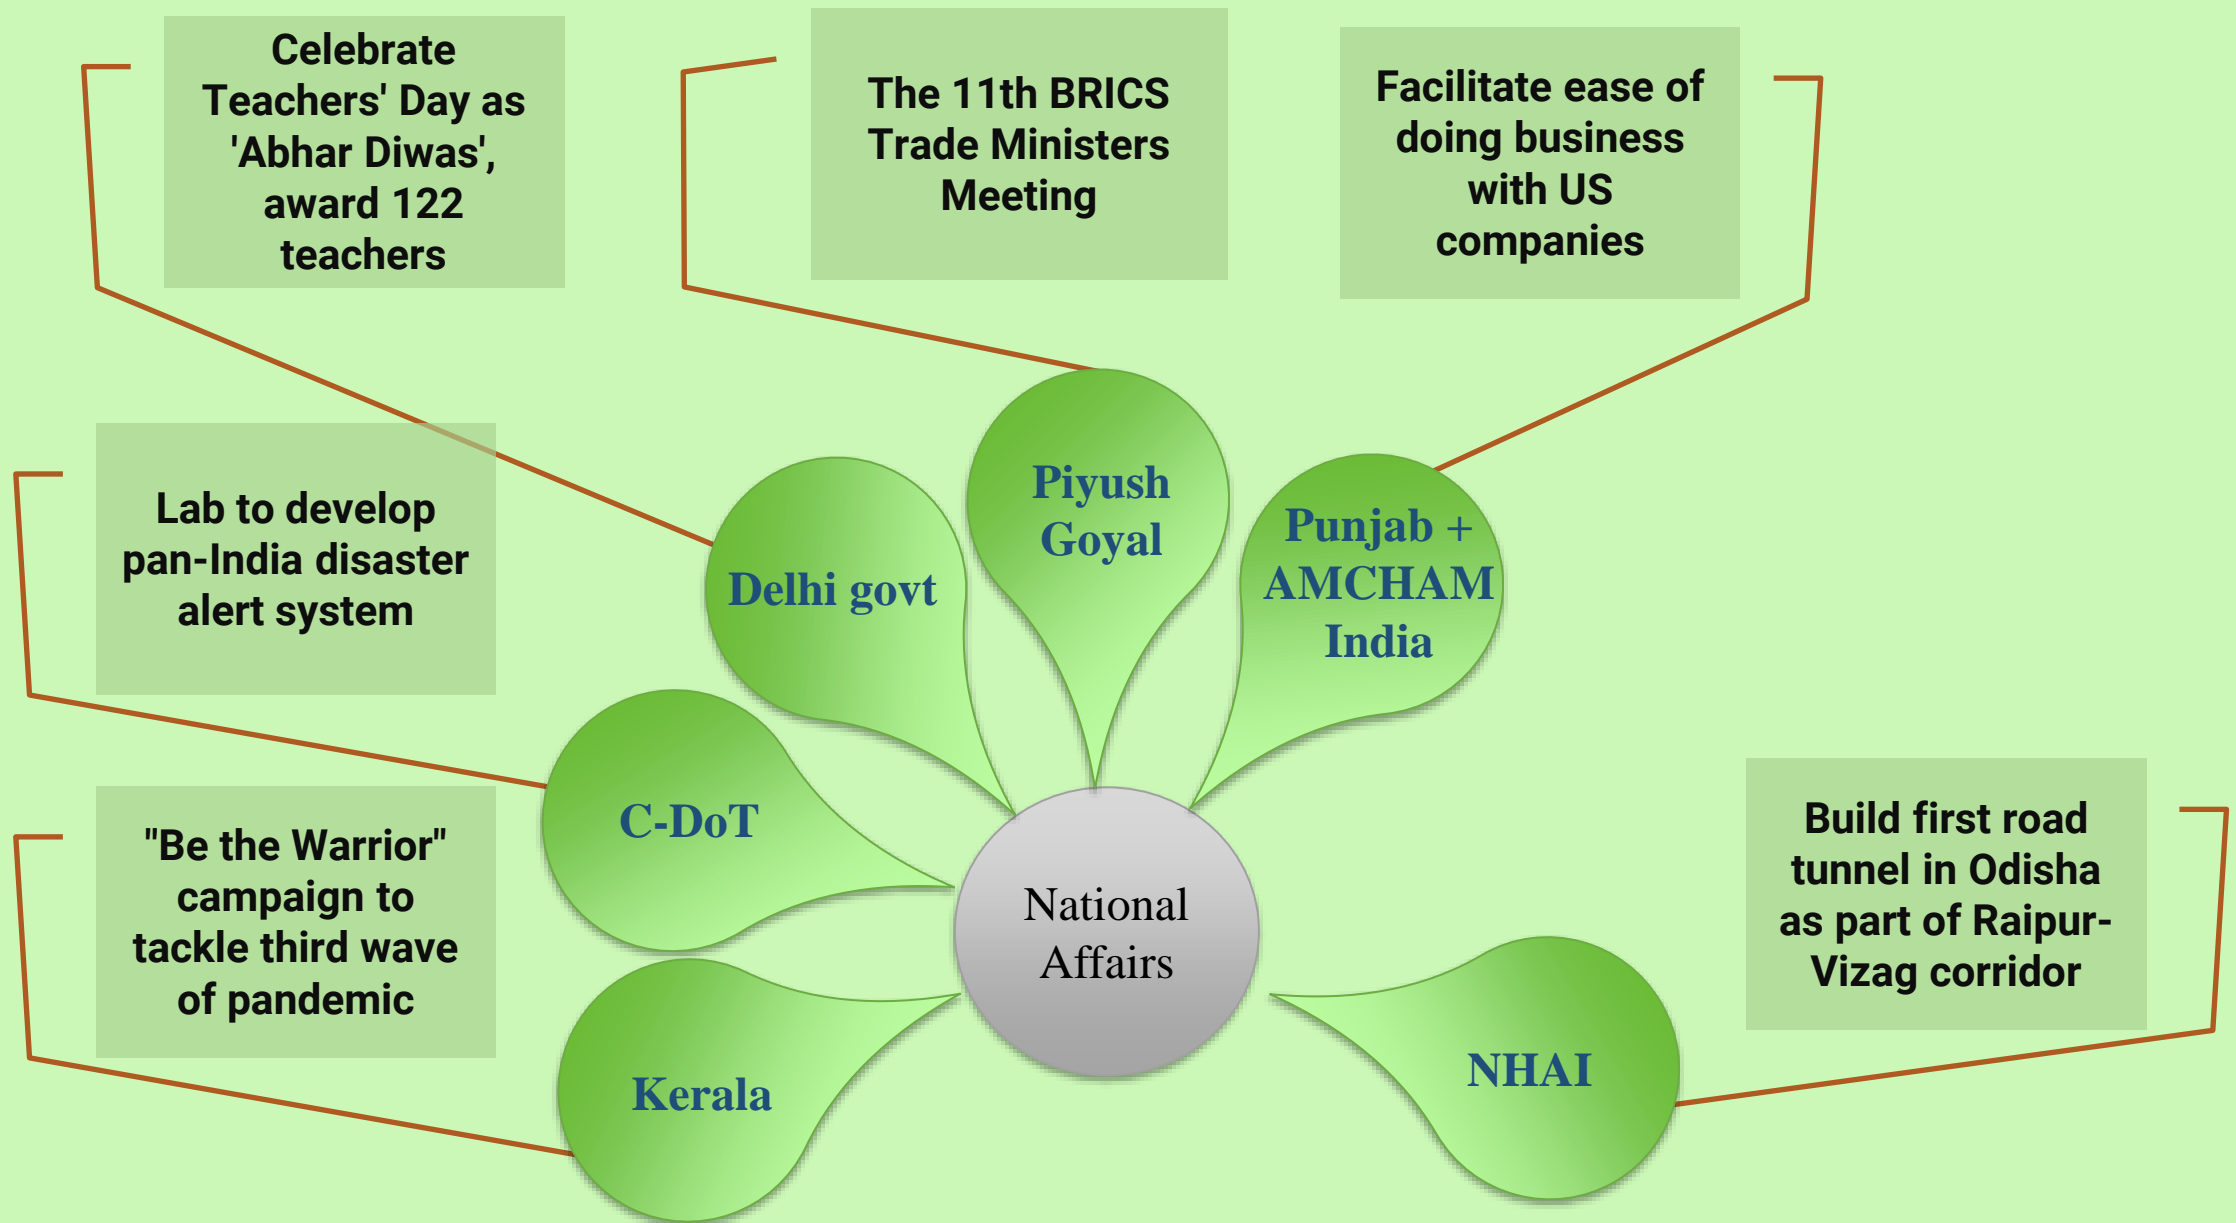 Celebrate
Teachers' Day as
'Abhar Diwas',
award 122
teachers
The 11th BRICS
Trade Ministers
Meeting
Facilitate ease of
doing business
with US
companies
Lab to develop
pan-India disaster
alert system
Piyush
Goyal
Punjab +
AMCHAM
India
Delhi govt
C-DoT
"Be the Warrior"
campaign to
tackle third wave
of pandemic
National
Affairs
Build first road
tunnel in Odisha
as part of Raipur-
Vizag corridor
Kerala
NHAI